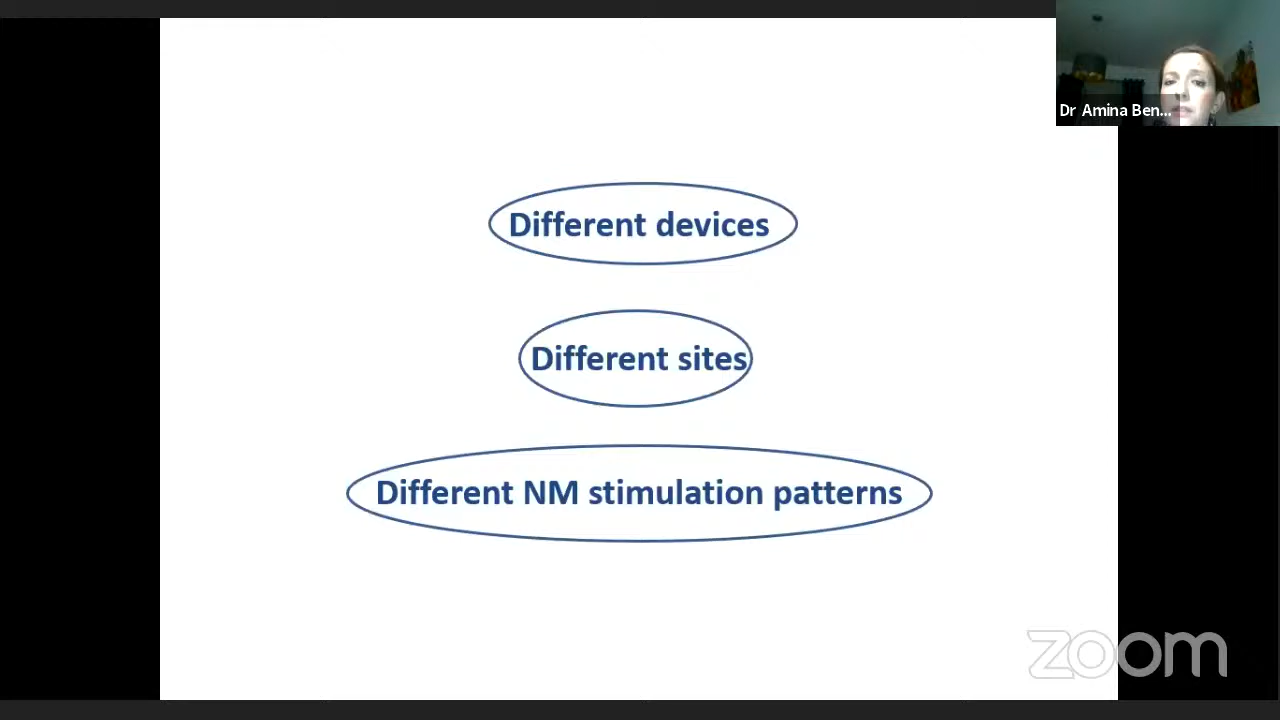 Dr Amina Ben...
Different devices
Different sites
Different NM stimulation patterns
zoom